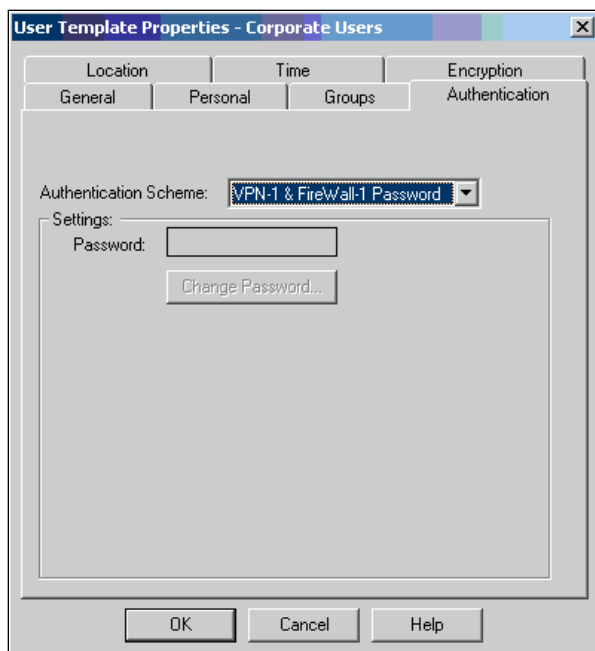 User Template Properties - Corporate Users
Location Time Encryption
General Personal Groups Authentication
Authentication Scheme: VPN-1 & FireWall-1 Password
Settings:
Password:
Change Password...
OK Cancel Help